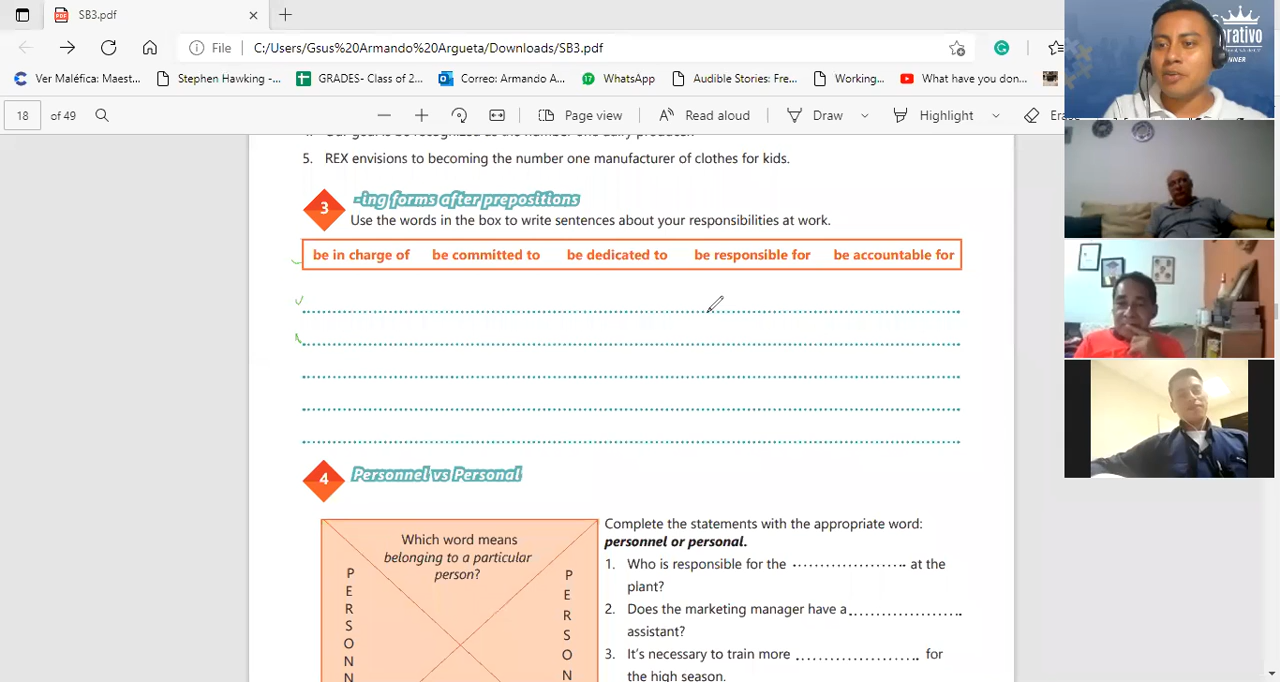 SB3.pdf
File
C:/Users/Gsus%20Armando%20Argueta/Downloads/SB3.pdf
Ver Maléfica: Maest...
Stephen Hawking -...
GRADES- Class of 2...
Correo: Armando A...
WhatsApp
Audible Stories: Fre...
Working...
What have you don...
18 of 49
Page view
Read aloud
Draw
Highlight
5. REX envisions to becoming the number one manufacturer of clothes for kids.
3 -ing forms after prepositions
Use the words in the box to write sentences about your responsibilities at work.
be in charge of be committed to be dedicated to be responsible for be accountable for
4 Personnel vs Personal
Which word means
belonging to a particular
person?
PERSONN
PERSON
Complete the statements with the appropriate word:
personnel or personal.
1. Who is responsible for the .................... at the
plant?
2. Does the marketing manager have a ....................
assistant?
3. It's necessary to train more .................... for
the high season.